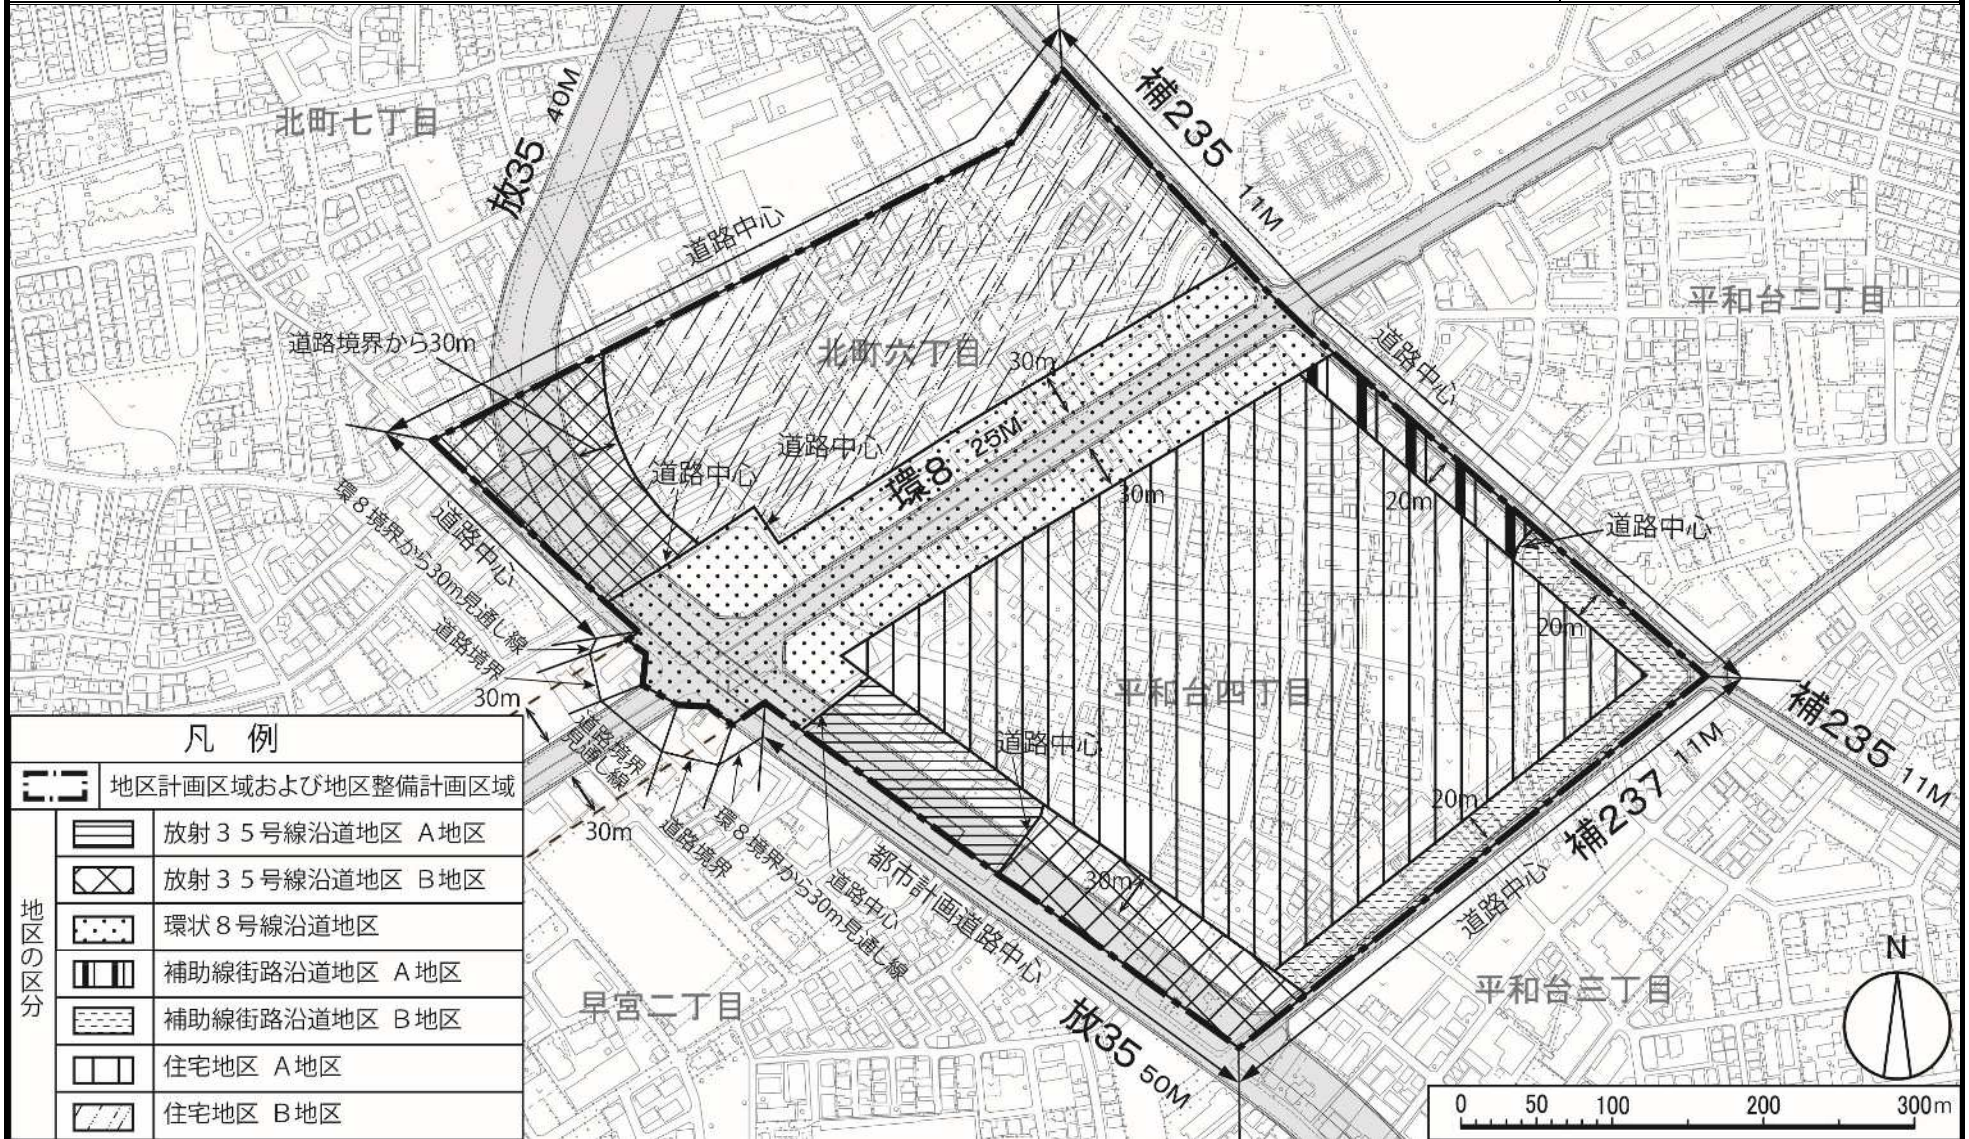 北町七丁目
放35 40M
補235 11M
道路中心
平和台二丁目
道路境界から30m
北町六丁目
30m
道路中心
道路中心
道路中心
環8 25M
30m
20m
道路中心
環8境界から30m見通し線
道路中心
道路境界
30m
20m
平和台四丁目
道路中心
補235 11M
道路境界
見通し線
30m
道路境界
環8境界から30m見通し線
道路中心
都市計画道路中心
30m
20m
補237 11M
道路中心
早宮二丁目
平和台三丁目
放35 50M
凡 例
地区計画区域および地区整備計画区域
地区の区分
放射35号線沿道地区 A地区
放射35号線沿道地区 B地区
環状8号線沿道地区
補助線街路沿道地区 A地区
補助線街路沿道地区 B地区
住宅地区 A地区
住宅地区 B地区
N
0 50 100 200 300m